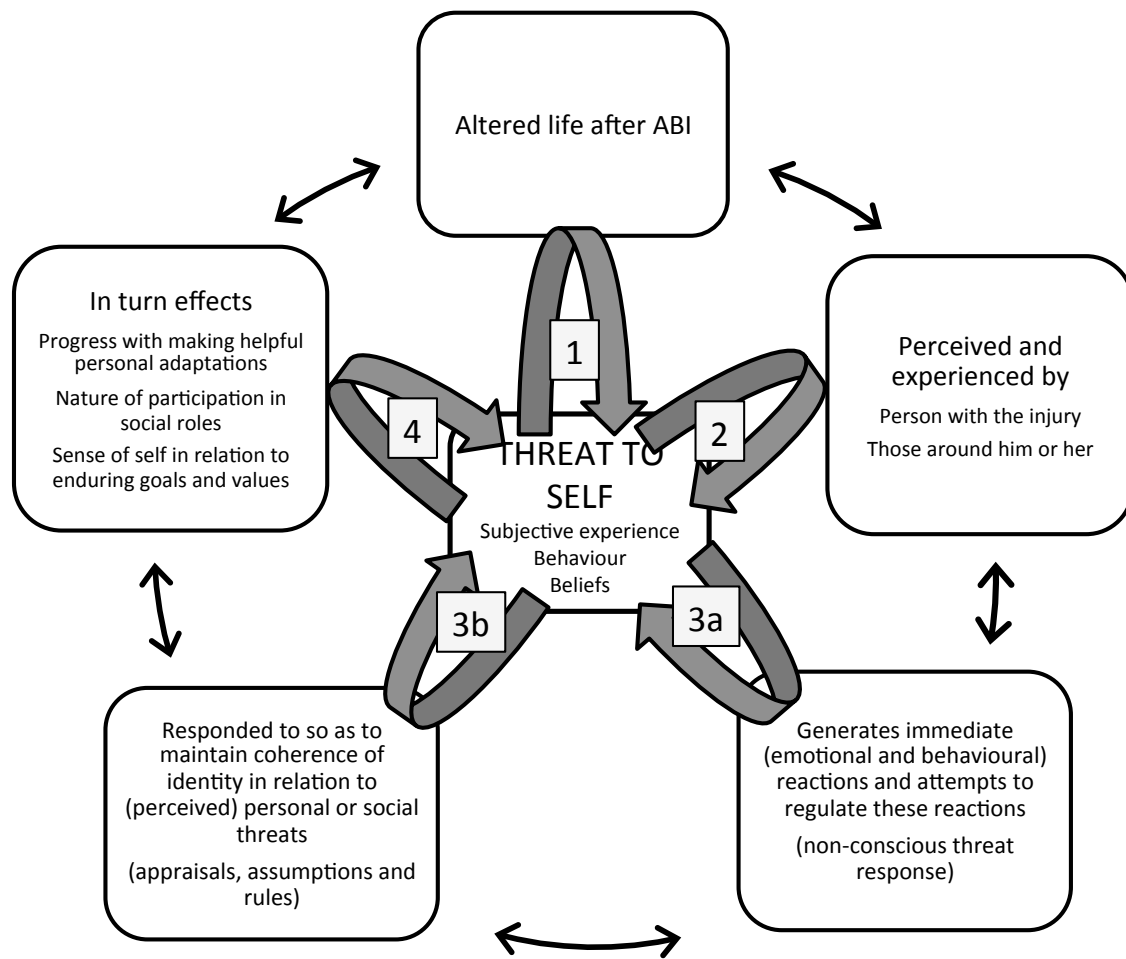 Altered life after ABI
In turn effects
Progress with making helpful
personal adaptations
Nature of participation in
social roles
Sense of self in relation to
enduring goals and values
Perceived and
experienced by
Person with the injury
Those around him or her
1
2
4
THREAT TO
SELF
Subjective experience
Behaviour
Beliefs
3b
3a
Responded to so as to
maintain coherence of
identity in relation to
(perceived) personal or social
threats
(appraisals, assumptions and
rules)
Generates immediate
(emotional and behavioural)
reactions and attempts to
regulate these reactions
(non-conscious threat
response)